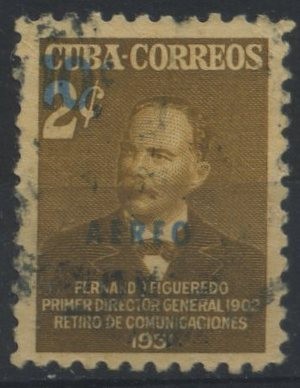 CUBA·CORREOS
2¢
AEREO
FERNANDO FIGUEREDO
PRIMER DIRECTOR GENERAL 1902
RETIRO DE COMUNICACIONES